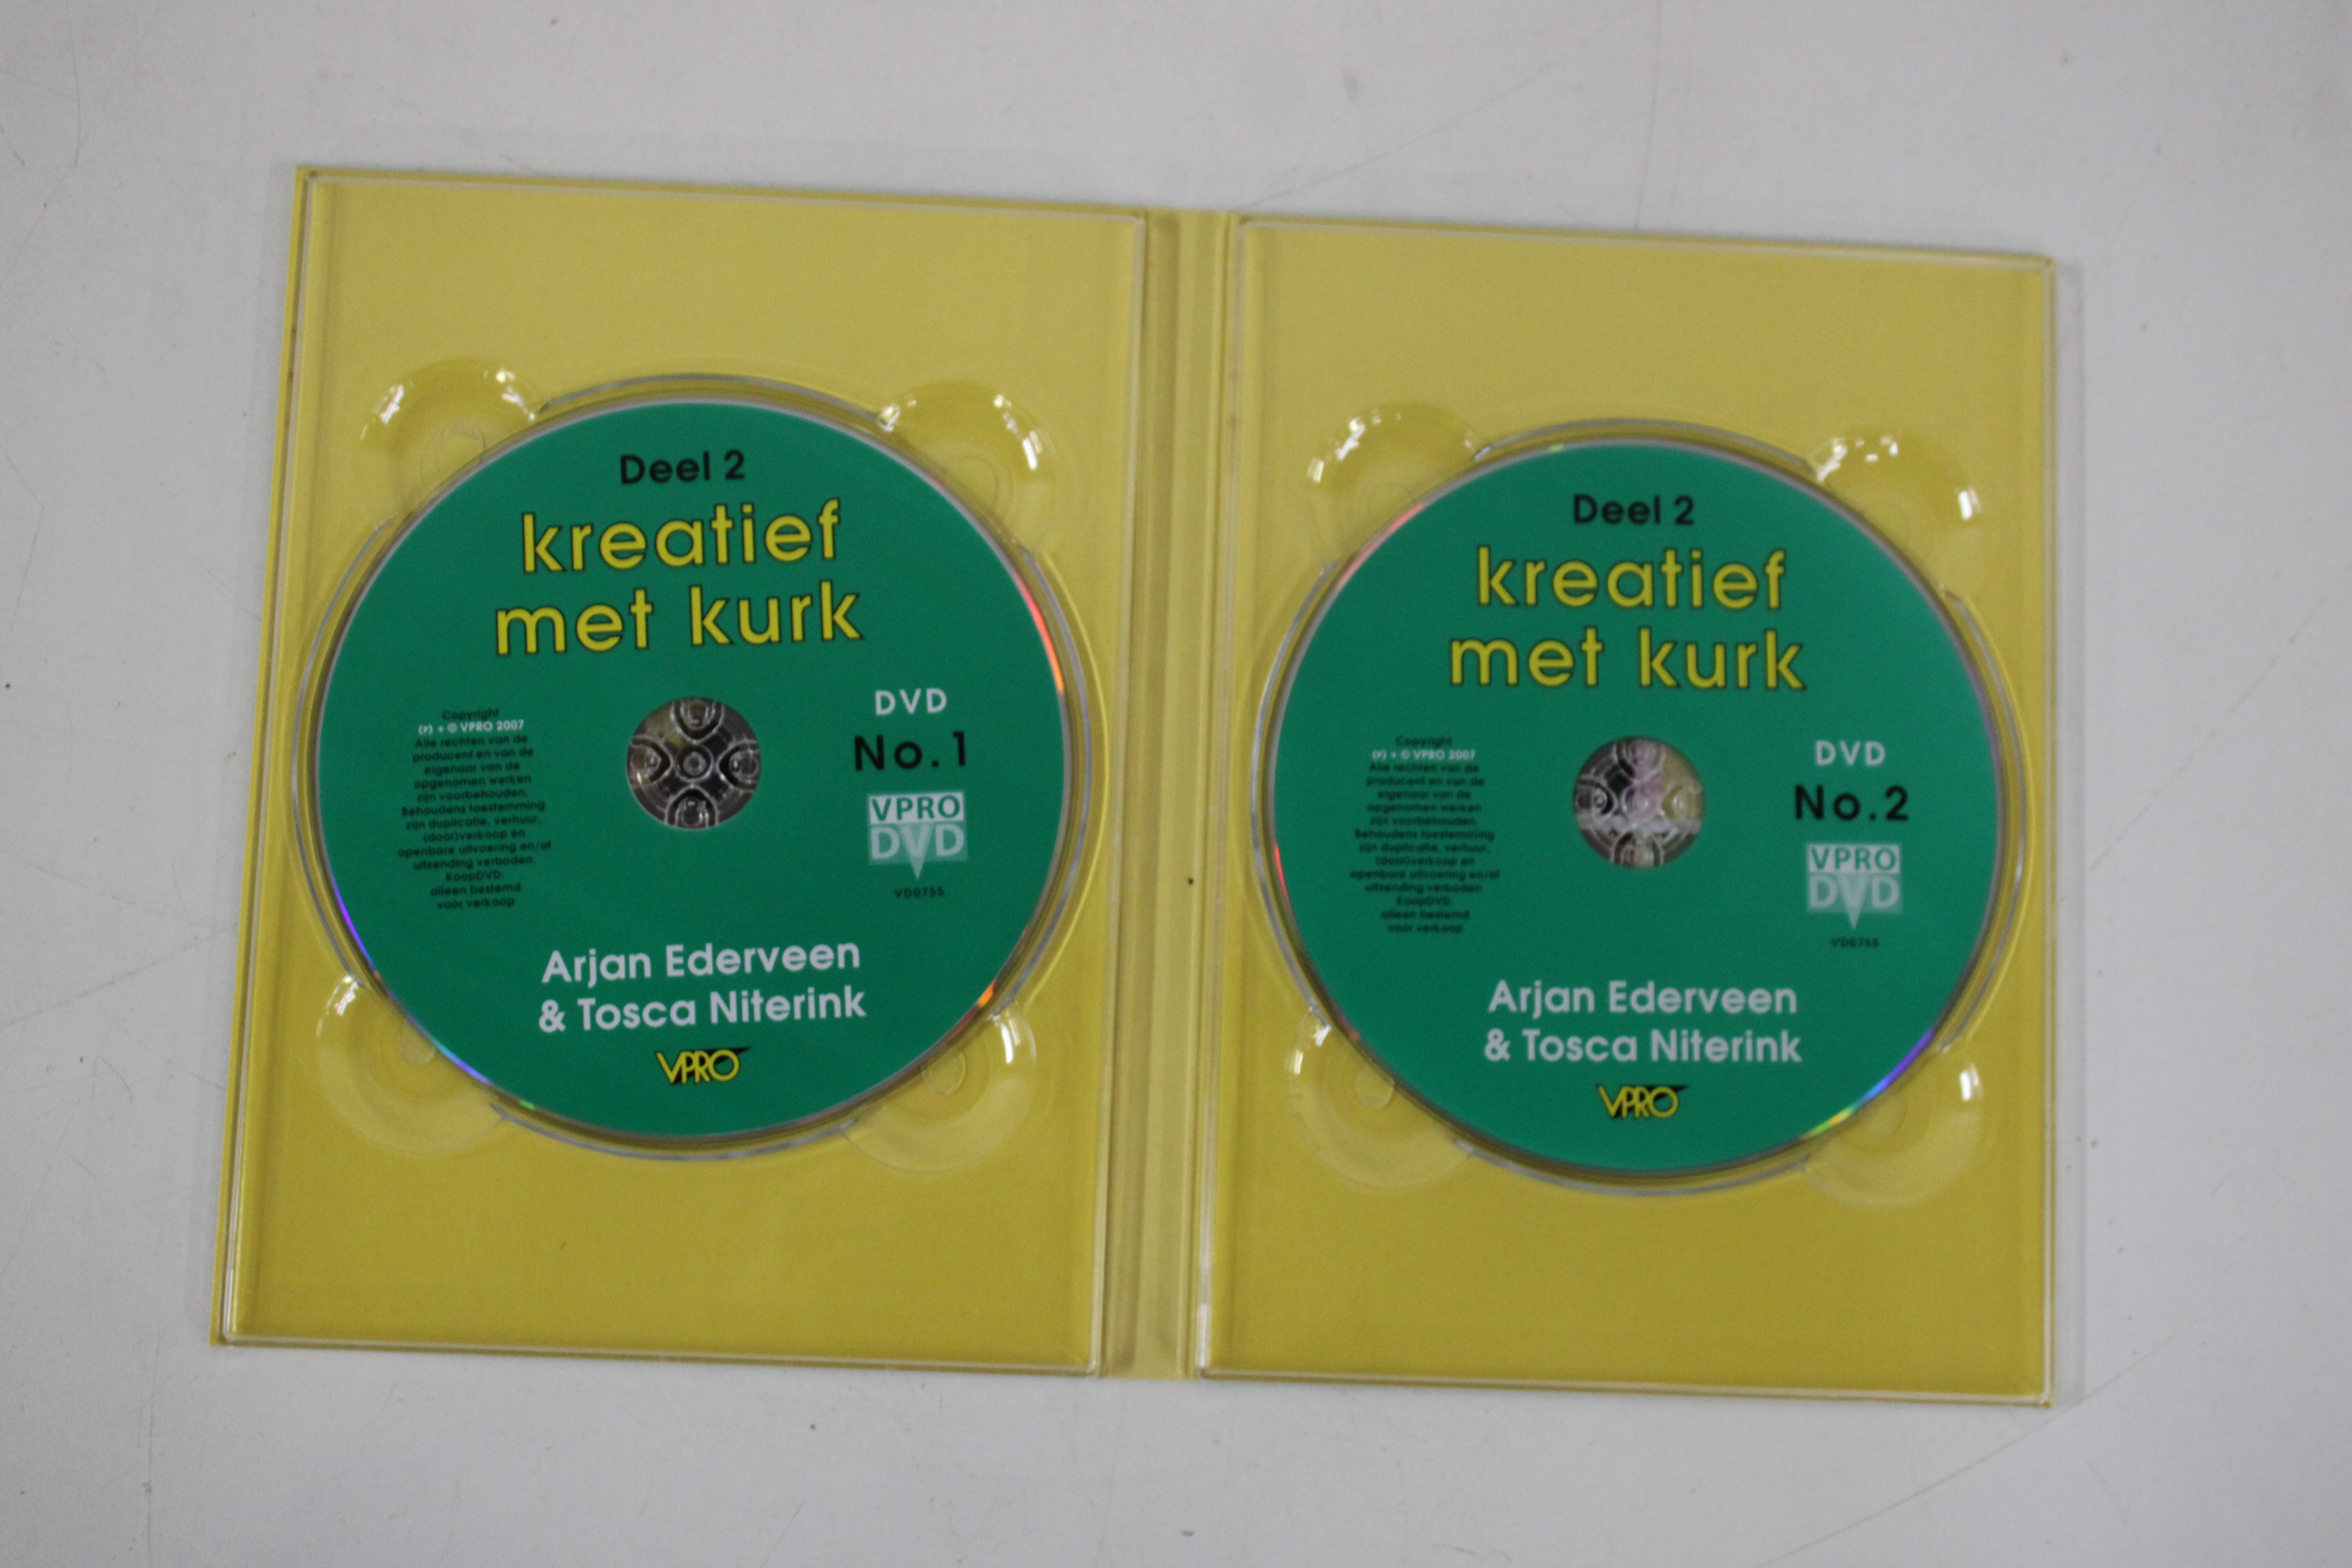 Deel 2
kreatief
met kurk
Copyright
(P) + © VPRO 2007
Alle rechten van de
producent en van de
eigenaar van de
opgenomen werken
zijn voorbehouden.
Behoudens toestemming
zijn duplicatie, verhuur,
(door)verkoop en
openbare uitvoering en/of
uitzending verboden.
KoopDVD:
alleen bestemd
voor verkoop
DVD
No.1
VPRO
DVD
VD0755
Arjan Ederveen
& Tosca Niterink
VPRO
Deel 2
kreatief
met kurk
Copyright
(P) + © VPRO 2007
Alle rechten van de
producent en van de
eigenaar van de
opgenomen werken
zijn voorbehouden.
Behoudens toestemming
zijn duplicatie, verhuur,
(door)verkoop en
openbare uitvoering en/of
uitzending verboden.
KoopDVD:
alleen bestemd
voor verkoop
DVD
No.2
VPRO
DVD
VD0755
Arjan Ederveen
& Tosca Niterink
VPRO